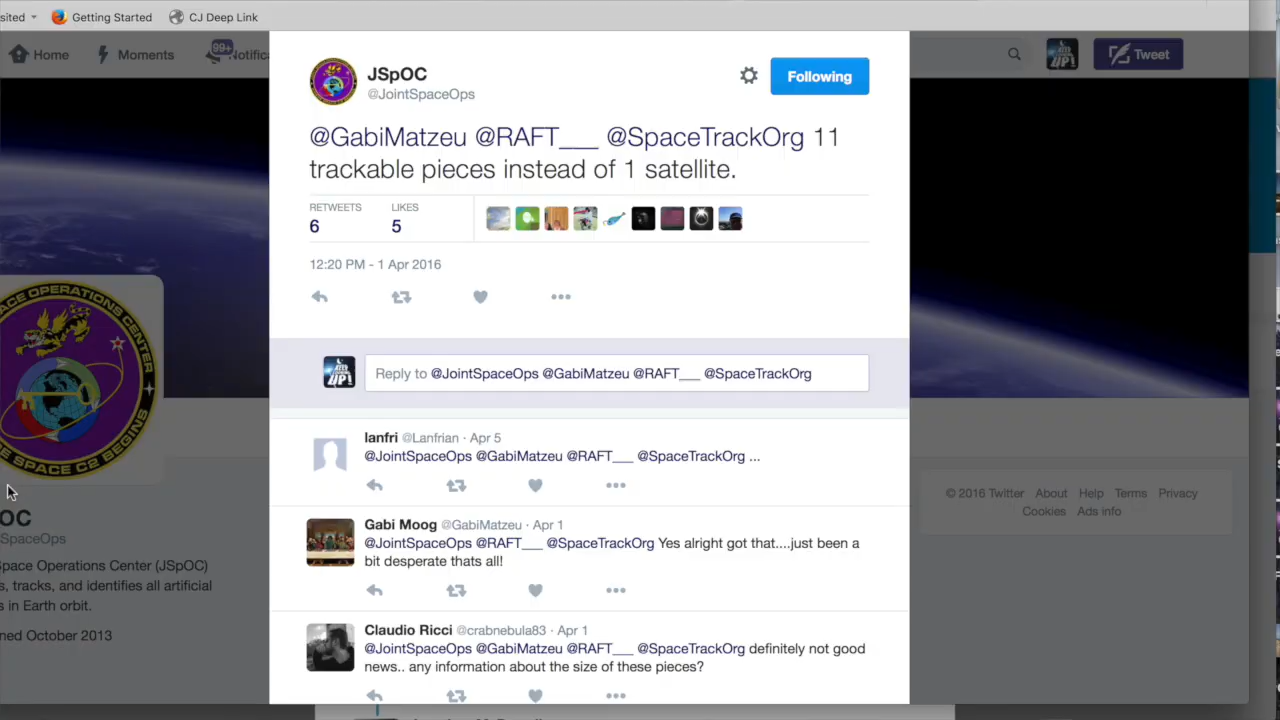 sited
Getting Started
CJ Deep Link
Home
Moments
99+
Notific
Tweet
JSpOC
@JointSpaceOps
Following
@GabiMatzeu @RAFT___ @SpaceTrackOrg 11
trackable pieces instead of 1 satellite.
RETWEETS
6
LIKES
5
12:20 PM - 1 Apr 2016
Reply to @JointSpaceOps @GabiMatzeu @RAFT___ @SpaceTrackOrg
lanfri @Lanfrian · Apr 5
@JointSpaceOps @GabiMatzeu @RAFT___ @SpaceTrackOrg ...
Gabi Moog @GabiMatzeu · Apr 1
@JointSpaceOps @RAFT___ @SpaceTrackOrg Yes alright got that....just been a
bit desperate thats all!
Claudio Ricci @crabnebula83 · Apr 1
@JointSpaceOps @GabiMatzeu @RAFT___ @SpaceTrackOrg definitely not good
news.. any information about the size of these pieces?
ACE OPERATIONS CENTER
E SPACE C2 BEGINS
OC
SpaceOps
Space Operations Center (JSpOC)
s, tracks, and identifies all artificial
s in Earth orbit.
ned October 2013
© 2016 Twitter About Help Terms Privacy
Cookies Ads info